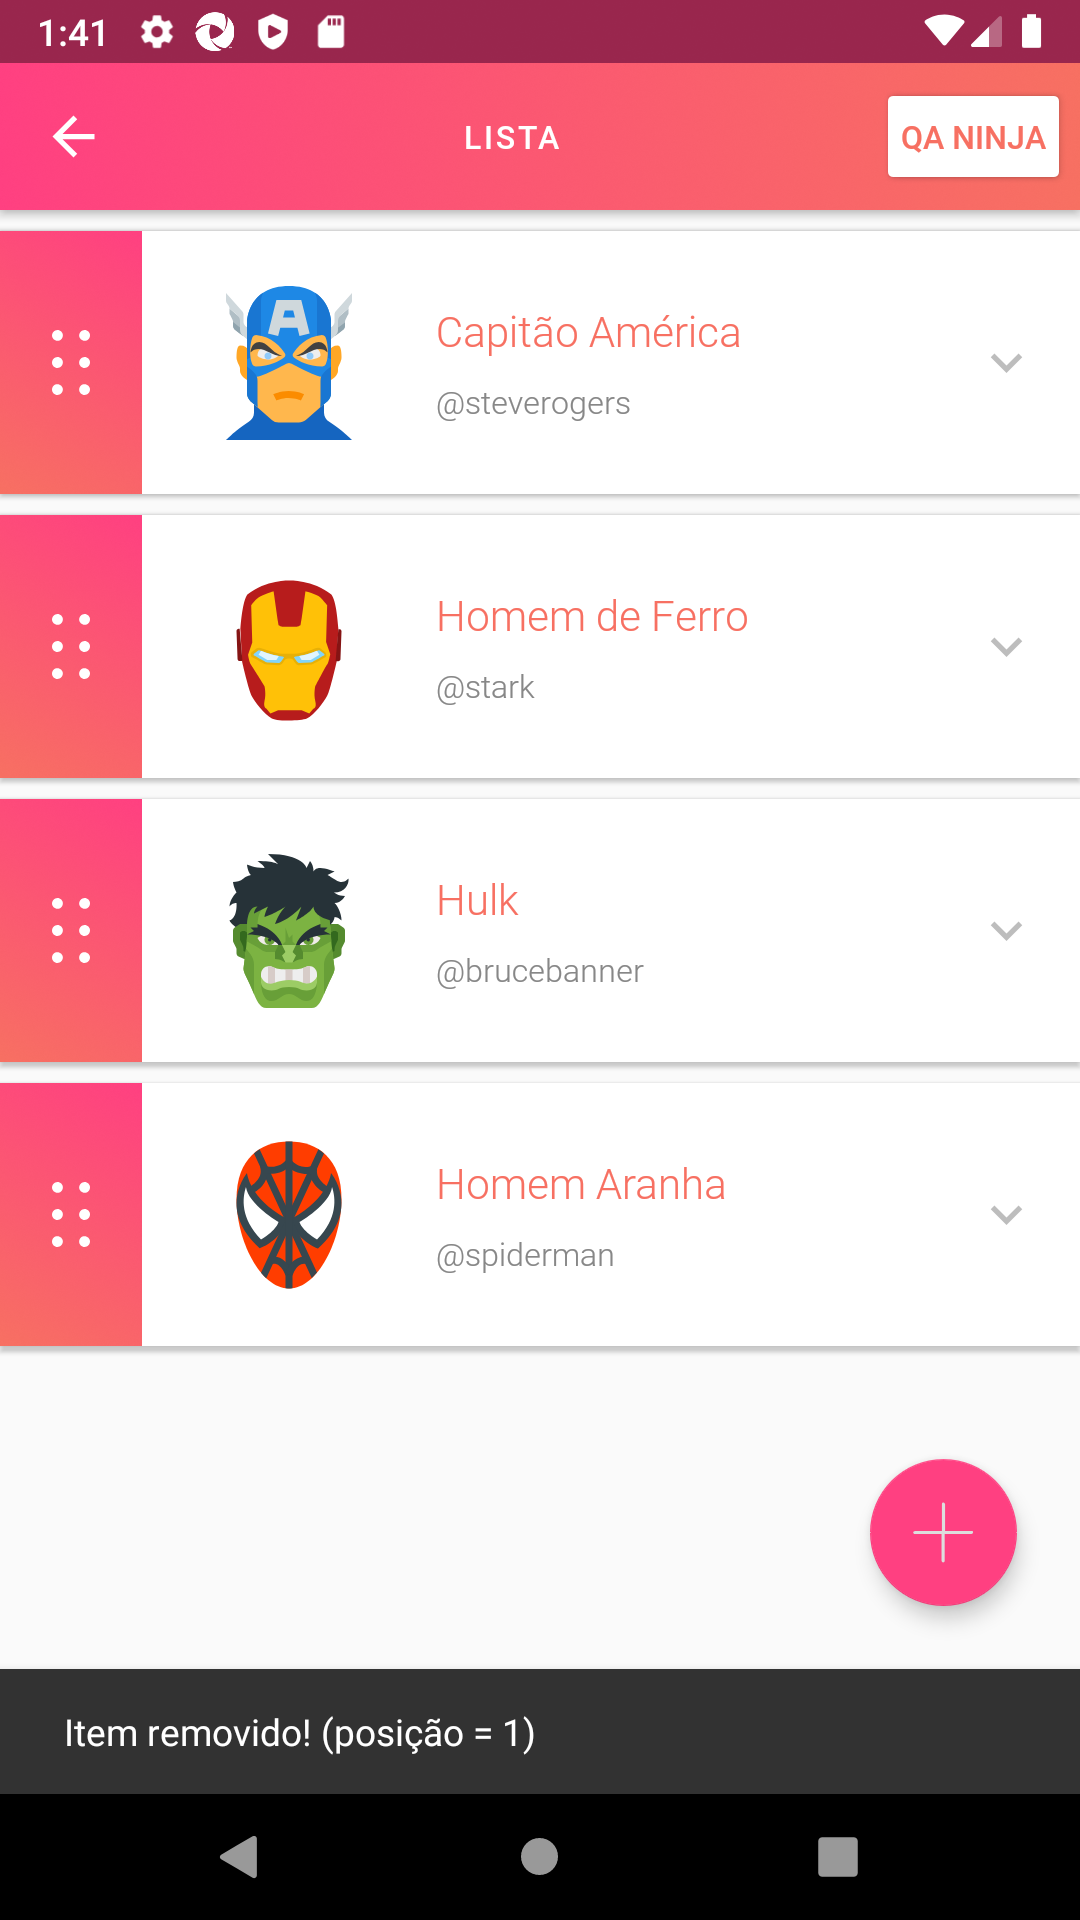 1:41
LISTA
QA NINJA
Capitão América
@steverogers
Homem de Ferro
@stark
Hulk
@brucebanner
Homem Aranha
@spiderman
Item removido! (posição = 1)